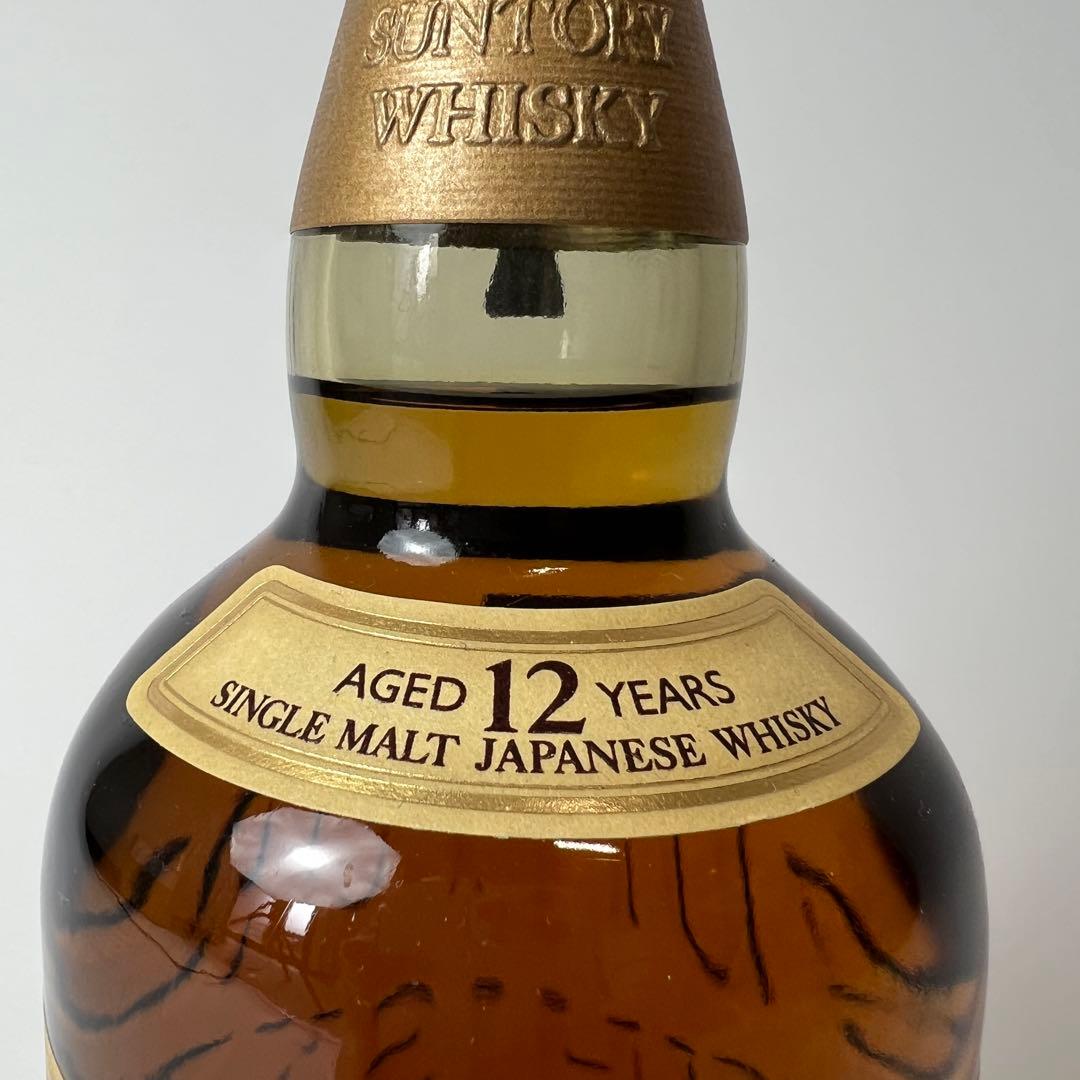 SUNTORY
WHISKY
AGED 12 YEARS
SINGLE MALT JAPANESE WHISKY